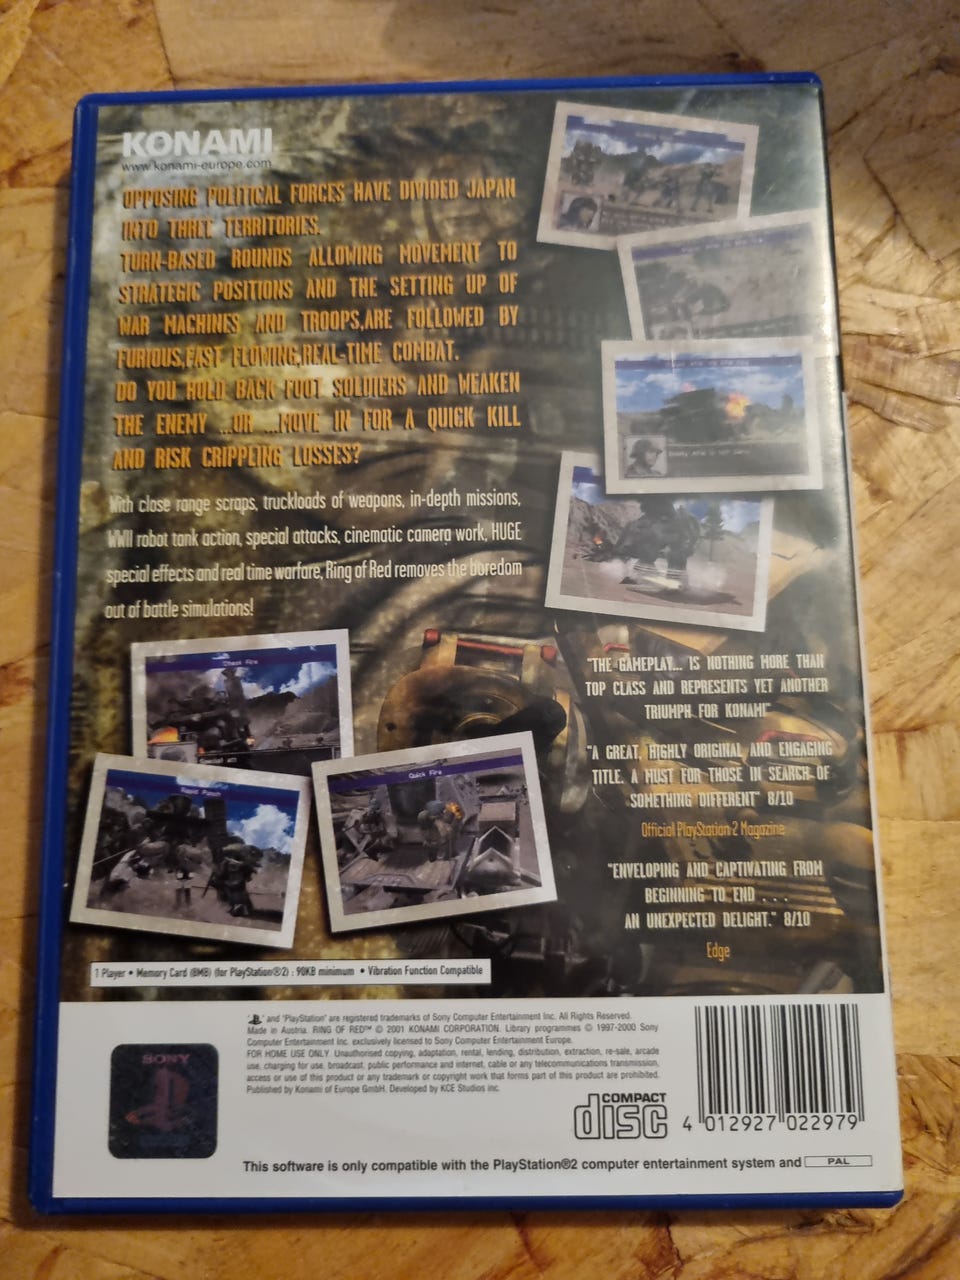 KONAMI
www.konami-europe.com
OPPOSING POLITICAL FORCES HAVE DIVIDED JAPAN
INTO THREE TERRITORIES.
TURN-BASED ROUNDS ALLOWING MOVEMENT TO
STRATEGIC POSITIONS AND THE SETTING UP OF
WAR MACHINES AND TROOPS,ARE FOLLOWED BY
FURIOUS,FAST FLOWING,REAL-TIME COMBAT.
DO YOU HOLD BACK FOOT SOLDIERS AND WEAKEN
THE ENEMY ...OR ...MOVE IN FOR A QUICK KILL
AND RISK CRIPPLING LOSSES?
With close range scraps, truckloads of weapons, in-depth missions,
WWII robot tank action, special attacks, cinematic camera work, HUGE
special effects and real time warfare, Ring of Red removes the boredom
out of battle simulations!
Chest Fire
Special att
Rapid Punch
Quick Fire
"THE GAMEPLAY... IS NOTHING MORE THAN
TOP CLASS AND REPRESENTS YET ANOTHER
TRIUMPH FOR KONAMI"
"A GREAT, HIGHLY ORIGINAL AND ENGAGING
TITLE. A MUST FOR THOSE IN SEARCH OF
SOMETHING DIFFERENT" 8/10
Official PlayStation 2 Magazine
"ENVELOPING AND CAPTIVATING FROM
BEGINNING TO END . . .
AN UNEXPECTED DELIGHT." 8/10
Edge
1 Player • Memory Card (8MB) (for PlayStation®2) : 90KB minimum • Vibration Function Compatible
" " and "PlayStation" are registered trademarks of Sony Computer Entertainment Inc. All Rights Reserved.
Made in Austria. RING OF RED™ © 2001 KONAMI CORPORATION. Library programmes © 1997-2000 Sony
Computer Entertainment Inc. exclusively licensed to Sony Computer Entertainment Europe.
FOR HOME USE ONLY. Unauthorised copying, adaptation, rental, lending, distribution, extraction, re-sale, arcade
use, charging for use, broadcast, public performance and internet, cable or any telecommunications transmission,
access or use of this product or any trademark or copyright work that forms part of this product are prohibited.
Published by Konami of Europe GmbH. Developed by KCE Studios inc.
SONY
COMPACT
disc
4 012927 022979
This software is only compatible with the PlayStation®2 computer entertainment system and PAL